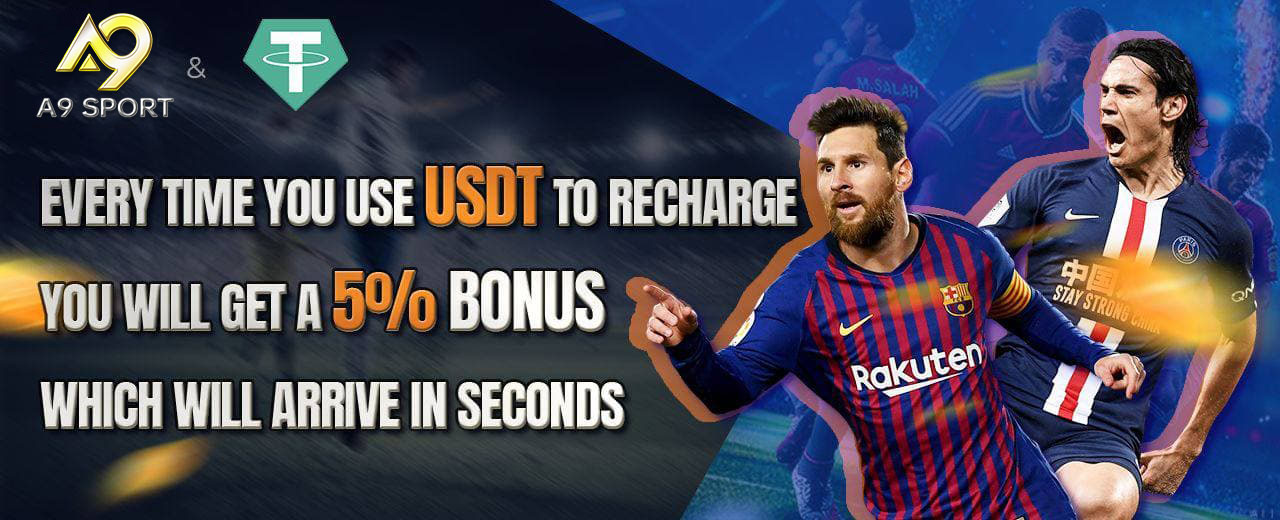 A9
A9 SPORT
&
T
EVERY TIME YOU USE USDT TO RECHARGE
YOU WILL GET A 5% BONUS
WHICH WILL ARRIVE IN SECONDS
M.SALAH
Rakuten
中国
STAY STRONG